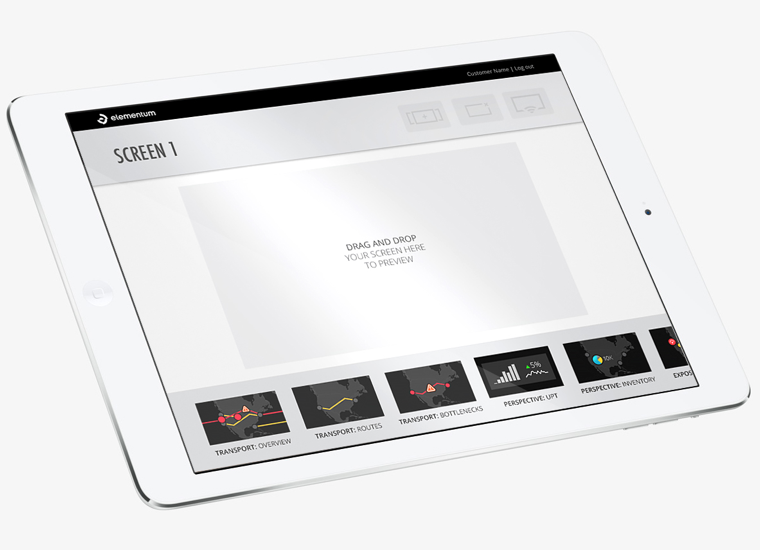 elementum
Customer Name | Log out
SCREEN 1
DRAG AND DROP
YOUR SCREEN HERE
TO PREVIEW
5%
10K
TRANSPORT: OVERVIEW
TRANSPORT: ROUTES
TRANSPORT: BOTTLENECKS
PERSPECTIVE: UPT
PERSPECTIVE: INVENTORY
EXPOS